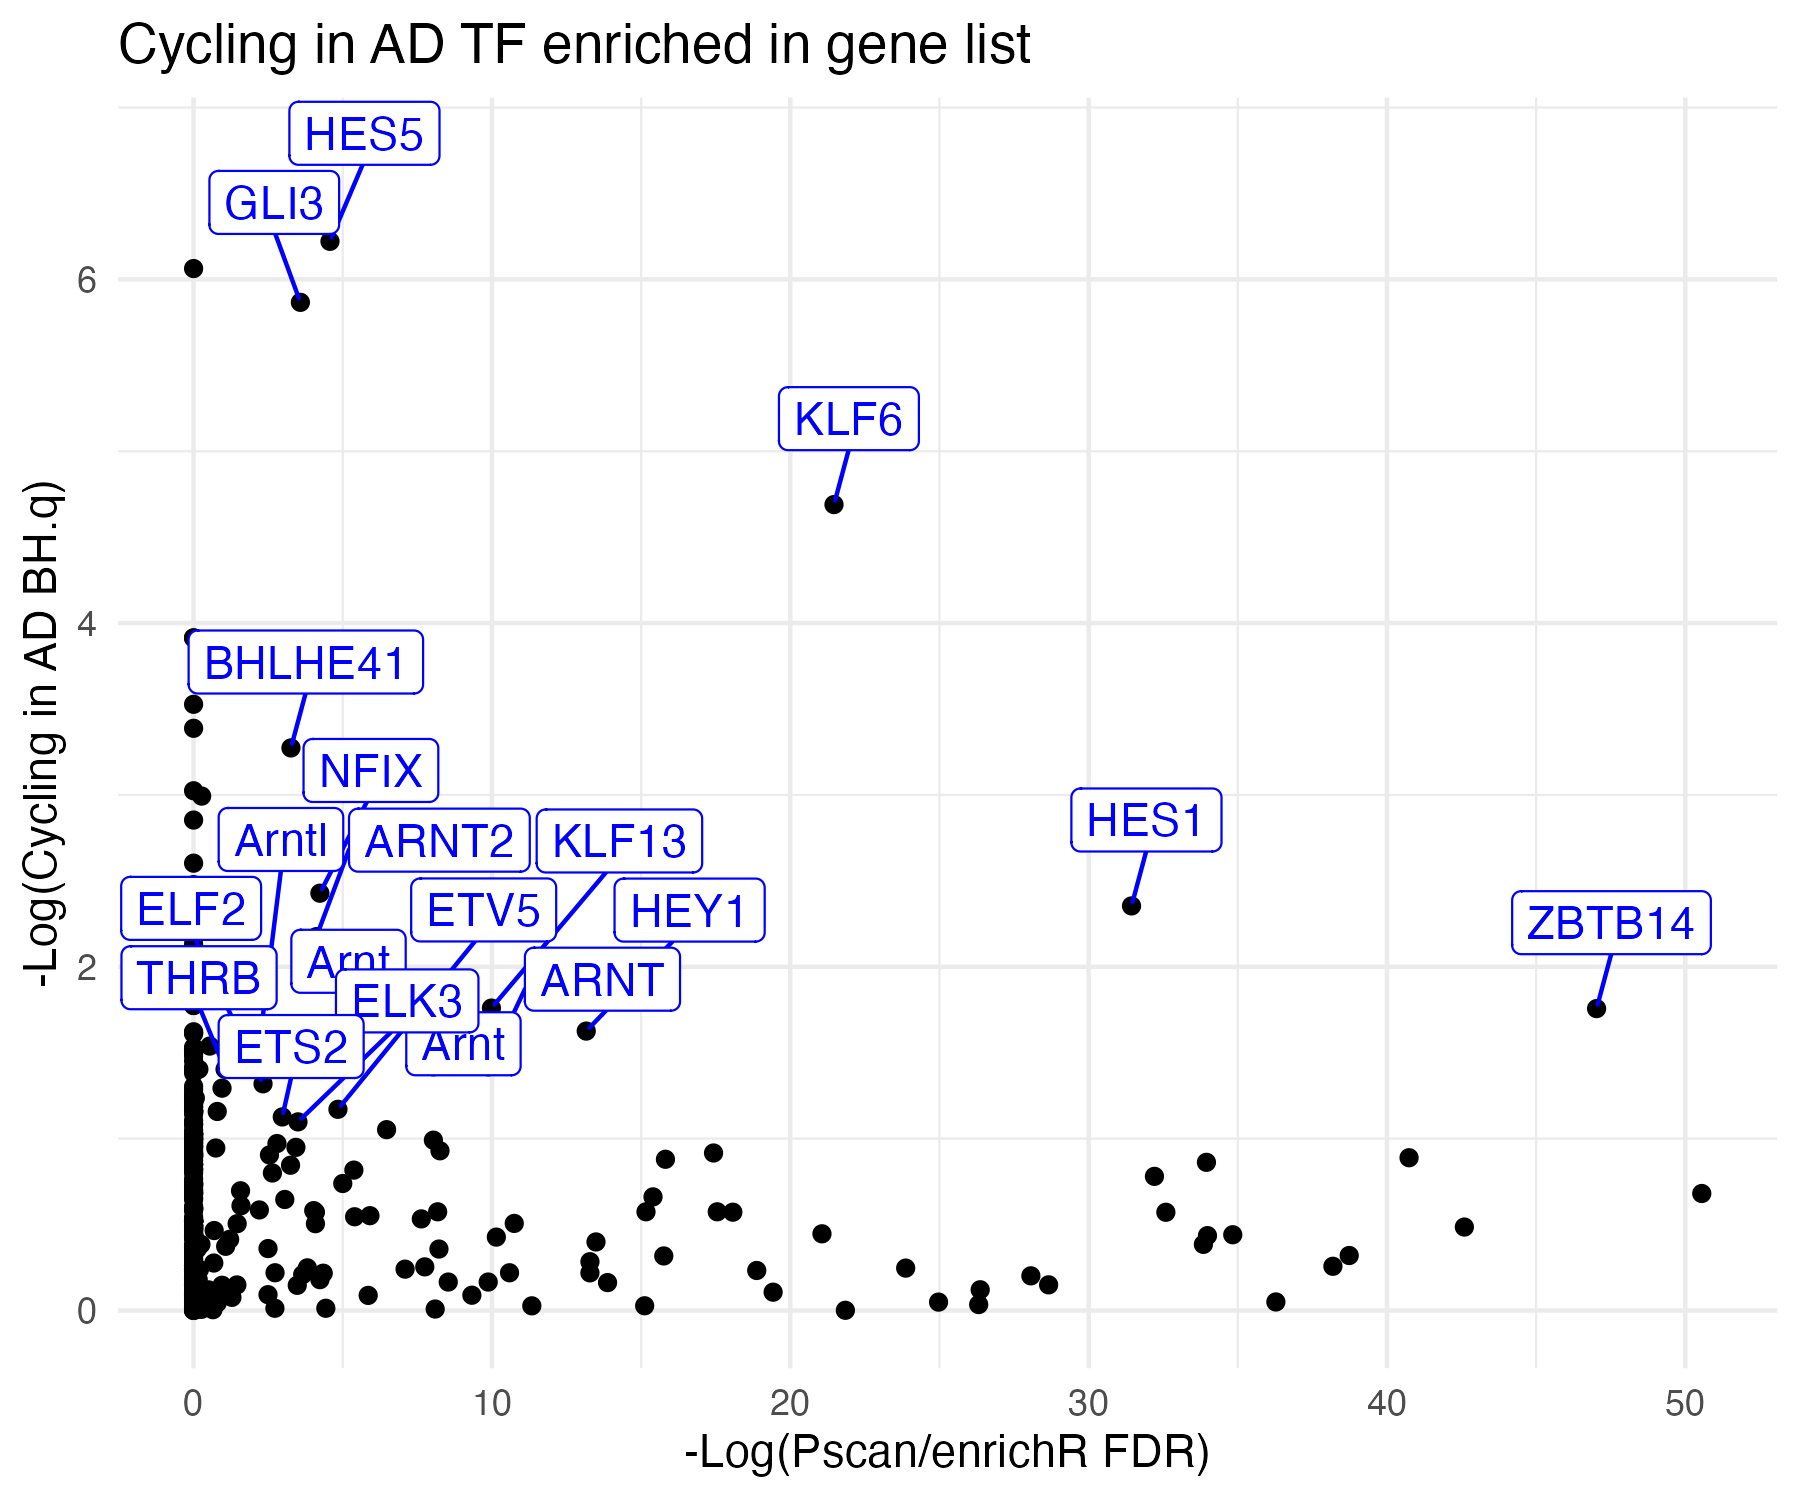 Cycling in AD TF enriched in gene list
HES5
GLI3
6
KLF6
-Log(Cycling in AD BH.q)
4
BHLHE41
NFIX
HES1
Arntl
ARNT2
KLF13
ELF2
ETV5
HEY1
ZBTB14
2
THRB
Arnt
ARNT
ELK3
ETS2
Arnt
0
0 10 20 30 40 50
-Log(Pscan/enrichR FDR)